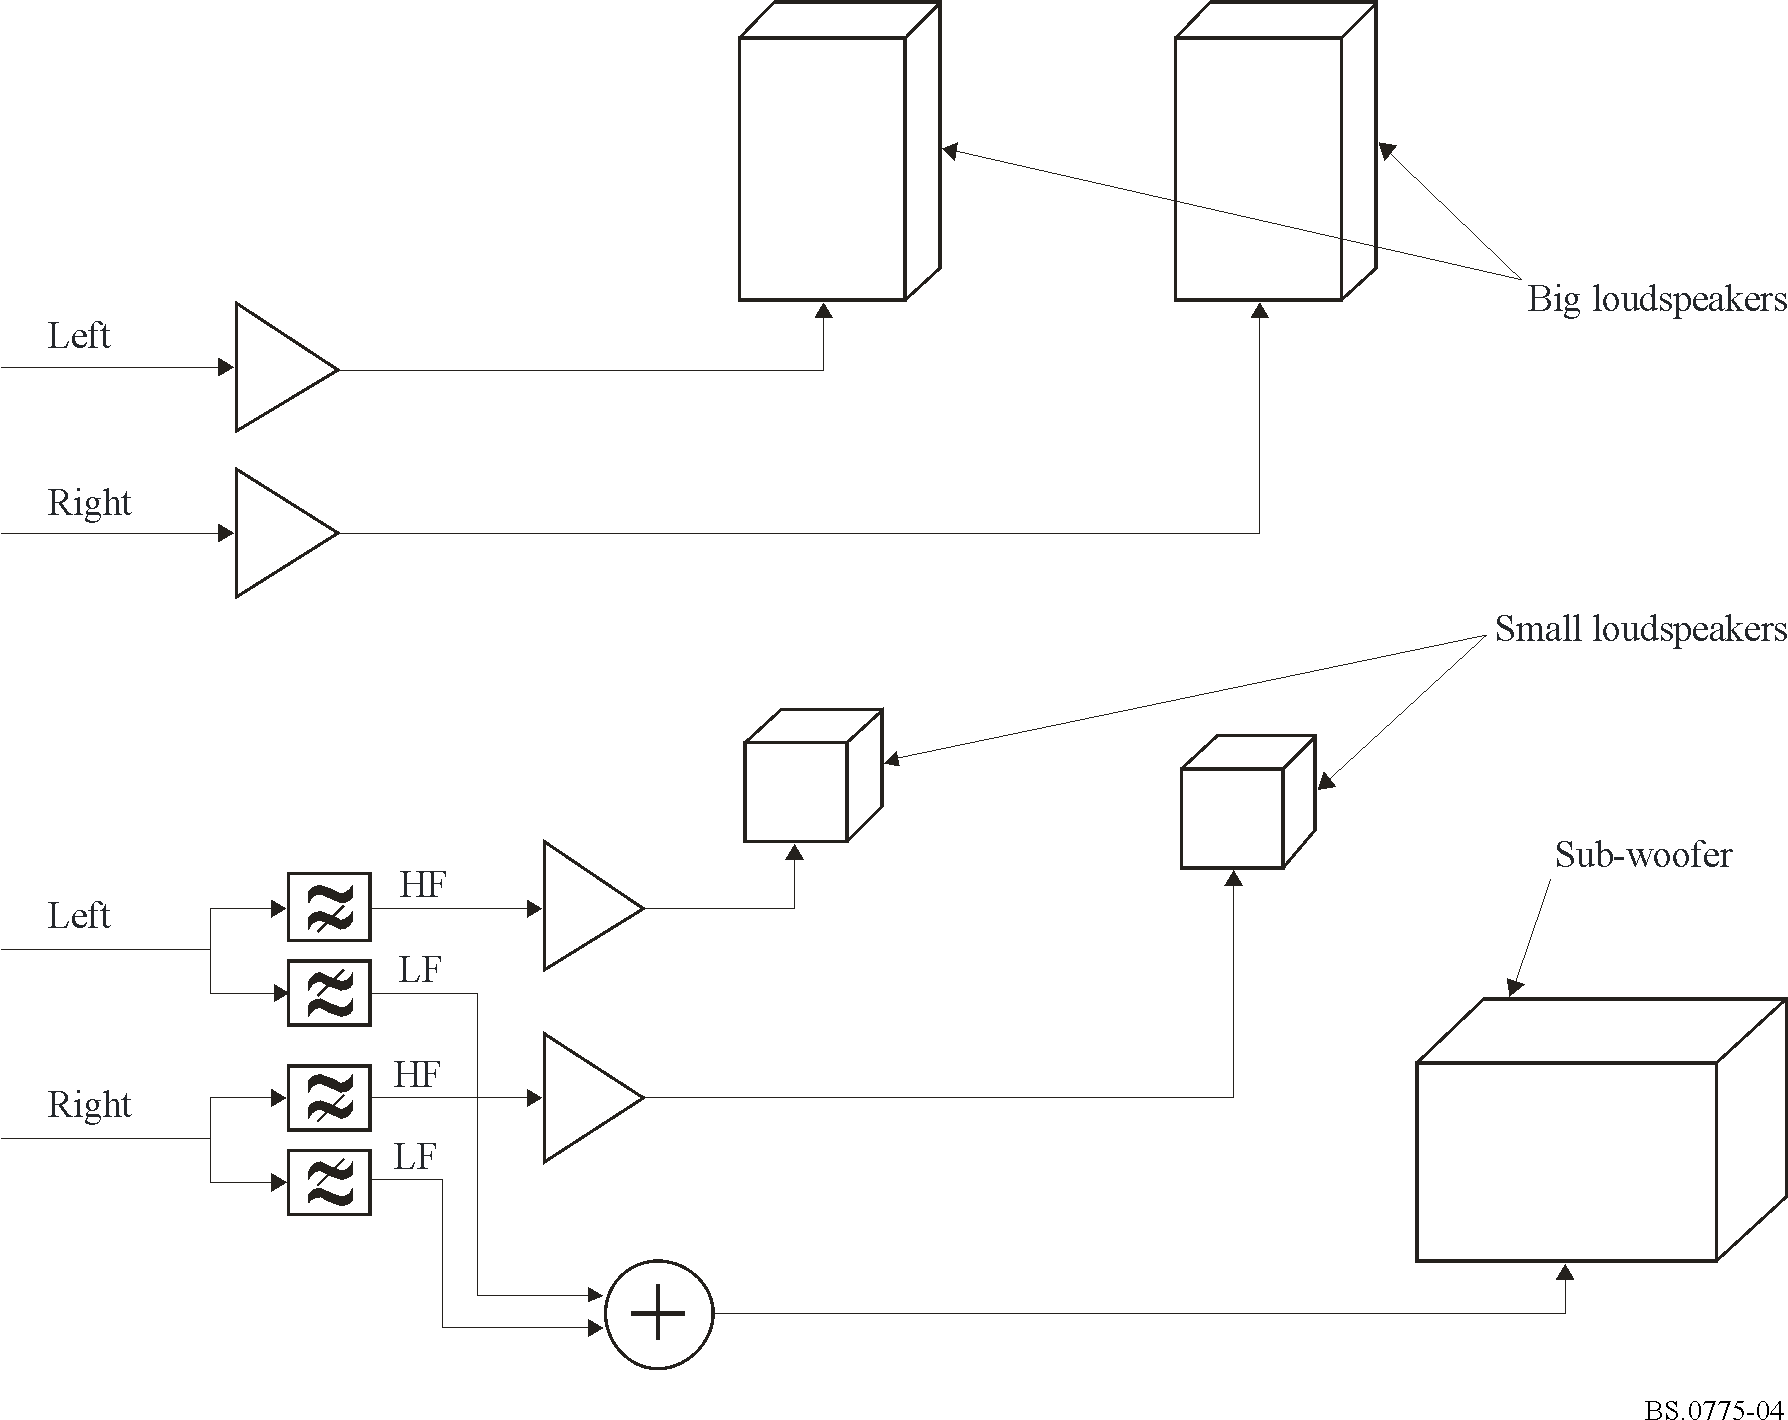 Left
Big loudspeakers
Right
Small loudspeakers
Sub-woofer
HF
Left
LF
HF
Right
LF
BS.0775-04